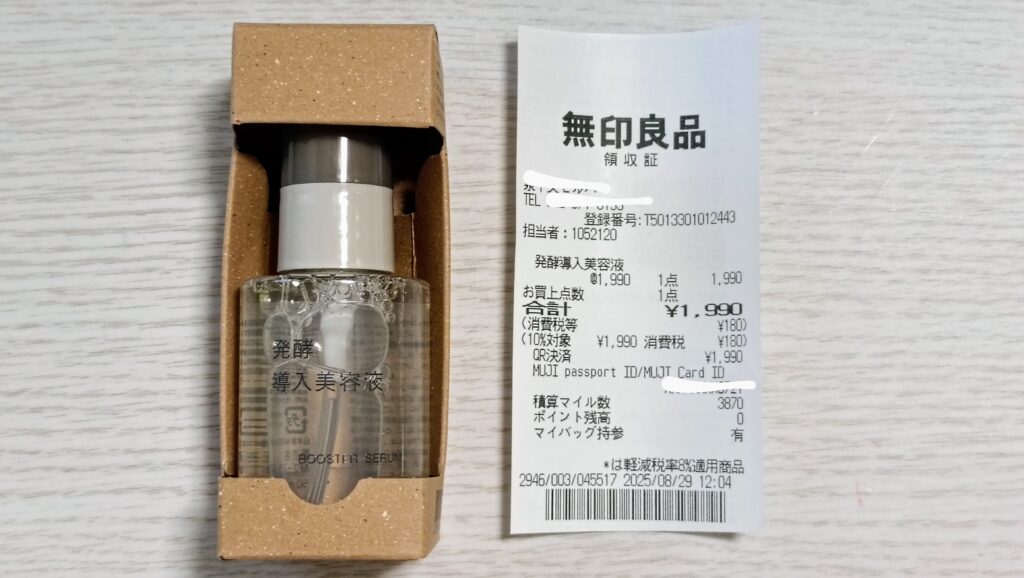 発酵
導入美容液
BOOSTER SERUM
無印良品
領収証
TEL
登録番号:T5013301012443
担当者:1052120
発酵導入美容液
@1,990 1点 1,990
お買上点数 1点
合計 ¥1,990
(消費税等 ¥180)
(10%対象 ¥1,990 消費税 ¥180)
QR決済 ¥1,990
MUJI passport ID/MUJI Card ID
積算マイル数 3870
ポイント残高 0
マイバッグ持参 有
*は軽減税率8%適用商品
2946/003/045517 2025/08/29 12:04